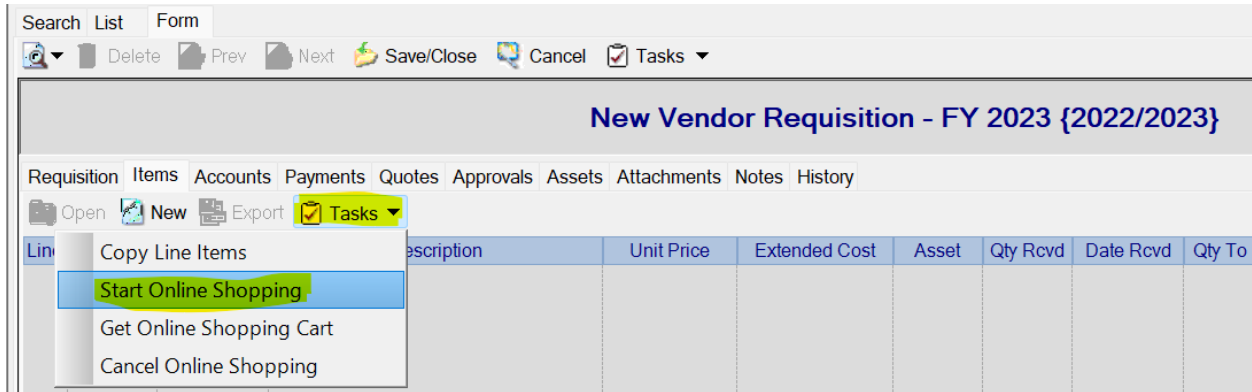 Search List Form
Delete Prev Next Save/Close Cancel Tasks
New Vendor Requisition - FY 2023 {2022/2023}
Requisition Items Accounts Payments Quotes Approvals Assets Attachments Notes History
Open New Export Tasks
Unit Price Extended Cost Asset Qty Rcvd Date Rcvd Qty To
Copy Line Items
Start Online Shopping
Get Online Shopping Cart
Cancel Online Shopping